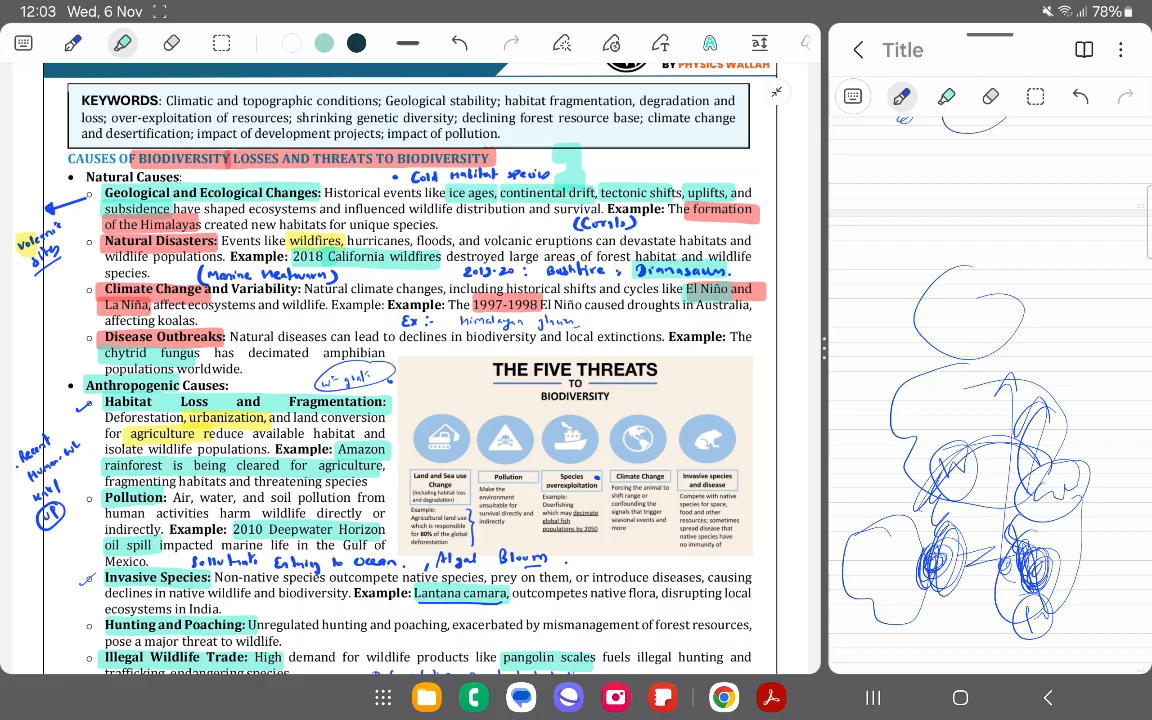 12:03 Wed, 6 Nov
78%
Title
BY PHYSICS WALLAH
KEYWORDS: Climatic and topographic conditions; Geological stability; habitat fragmentation, degradation and
loss; over-exploitation of resources; shrinking genetic diversity; declining forest resource base; climate change
and desertification; impact of development projects; impact of pollution.
CAUSES OF BIODIVERSITY LOSSES AND THREATS TO BIODIVERSITY
• Natural Causes:
• Cold Habitat species
○ Geological and Ecological Changes: Historical events like ice ages, continental drift, tectonic shifts, uplifts, and
subsidence have shaped ecosystems and influenced wildlife distribution and survival. Example: The formation
of the Himalayas created new habitats for unique species.
(Corals)
○ Natural Disasters: Events like wildfires, hurricanes, floods, and volcanic eruptions can devastate habitats and
wildlife populations. Example: 2018 California wildfires destroyed large areas of forest habitat and wildlife
species.
2019-20: Bushfire
○ Climate Change and Variability: Natural climate changes, including historical shifts and cycles like El Niño and
La Niña, affect ecosystems and wildlife. Example: Example: The 1997-1998 El Niño caused droughts in Australia,
affecting koalas.
Ex :- Himalayan
○ Disease Outbreaks: Natural diseases can lead to declines in biodiversity and local extinctions. Example: The
chytrid fungus has decimated amphibian
populations worldwide.
• Anthropogenic Causes:
○ Habitat Loss and Fragmentation:
Deforestation, urbanization, and land conversion
for agriculture reduce available habitat and
isolate wildlife populations. Example: Amazon
rainforest is being cleared for agriculture,
fragmenting habitats and threatening species
○ Pollution: Air, water, and soil pollution from
human activities harm wildlife directly or
indirectly. Example: 2010 Deepwater Horizon
oil spill impacted marine life in the Gulf of
Mexico.
Pollutants Entering to Ocean, Algal Bloom.
THE FIVE THREATS
TO
BIODIVERSITY
Land and Sea use
Change
(Including habitat loss
and degradation)
Example:
Agricultural land use
which is responsible
for 80% of the global
deforestation
Pollution
Make the
environment
unsuitable for
survival directly and
indirectly
Species
overexploitation
Example:
Overfishing
which may decimate
global fish
populations by 2050
Climate Change
Forcing the animal to
shift range or
confounding the
signals that trigger
seasonal events and
more
Invasive species
and disease
Compete with native
species for space,
food and other
resources; sometimes
spread disease that
native species have
no immunity of
○ Invasive Species: Non-native species outcompete native species, prey on them, or introduce diseases, causing
declines in native wildlife and biodiversity. Example: Lantana camara, outcompetes native flora, disrupting local
ecosystems in India.
○ Hunting and Poaching: Unregulated hunting and poaching, exacerbated by mismanagement of forest resources,
pose a major threat to wildlife.
○ Illegal Wildlife Trade: High demand for wildlife products like pangolin scales fuels illegal hunting and
trafficking, endangering species.